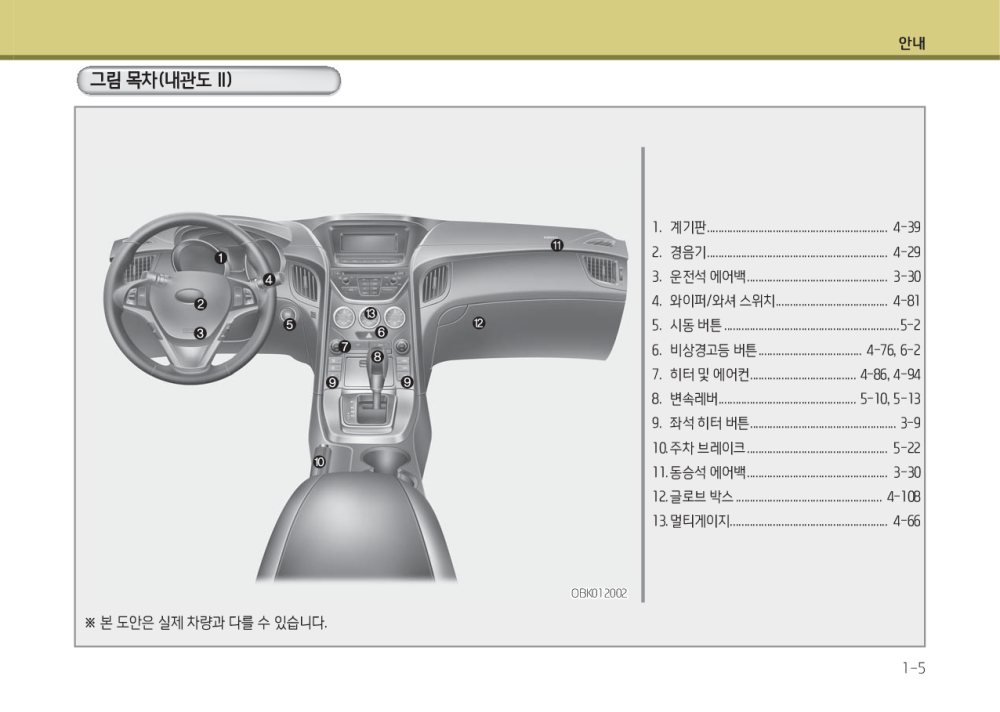 안내
그림 목차(내관도 II)
1
2
3
4
5
6
7
8
9
9
10
11
12
13
1. 계기판 4-39
2. 경음기 4-29
3. 운전석 에어백 3-30
4. 와이퍼/와셔 스위치 4-81
5. 시동 버튼 5-2
6. 비상경고등 버튼 4-76, 6-2
7. 히터 및 에어컨 4-86, 4-94
8. 변속레버 5-10, 5-13
9. 좌석 히터 버튼 3-9
10. 주차 브레이크 5-22
11. 동승석 에어백 3-30
12. 글로브 박스 4-108
13. 멀티게이지 4-66
OBK012002
※ 본 도안은 실제 차량과 다를 수 있습니다.
1-5